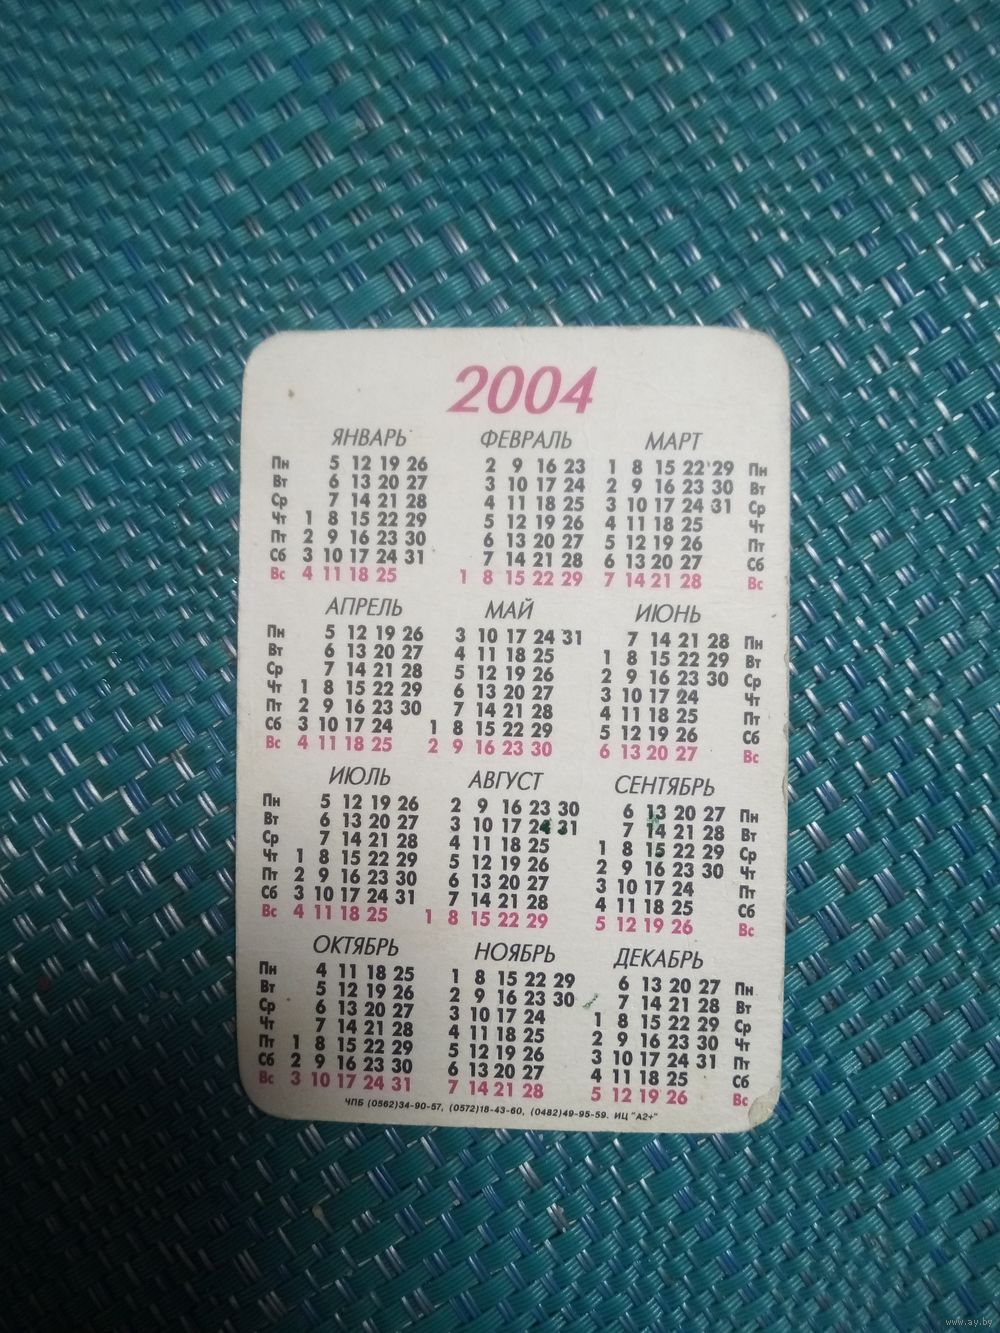 2004
ЯНВАРЬ ФЕВРАЛЬ МАРТ
Пн 5 12 19 26 2 9 16 23 1 8 15 22 29 Пн
Вт 6 13 20 27 3 10 17 24 2 9 16 23 30 Вт
Ср 7 14 21 28 4 11 18 25 3 10 17 24 31 Ср
Чт 1 8 15 22 29 5 12 19 26 4 11 18 25 Чт
Пт 2 9 16 23 30 6 13 20 27 5 12 19 26 Пт
Сб 3 10 17 24 31 7 14 21 28 6 13 20 27 Сб
Вс 4 11 18 25 1 8 15 22 29 7 14 21 28 Вс
АПРЕЛЬ МАЙ ИЮНЬ
Пн 5 12 19 26 3 10 17 24 31 7 14 21 28 Пн
Вт 6 13 20 27 4 11 18 25 1 8 15 22 29 Вт
Ср 7 14 21 28 5 12 19 26 2 9 16 23 30 Ср
Чт 1 8 15 22 29 6 13 20 27 3 10 17 24 Чт
Пт 2 9 16 23 30 7 14 21 28 4 11 18 25 Пт
Сб 3 10 17 24 1 8 15 22 29 5 12 19 26 Сб
Вс 4 11 18 25 2 9 16 23 30 6 13 20 27 Вс
ИЮЛЬ АВГУСТ СЕНТЯБРЬ
Пн 5 12 19 26 2 9 16 23 30 6 13 20 27 Пн
Вт 6 13 20 27 3 10 17 24 31 7 14 21 28 Вт
Ср 7 14 21 28 4 11 18 25 1 8 15 22 29 Ср
Чт 1 8 15 22 29 5 12 19 26 2 9 16 23 30 Чт
Пт 2 9 16 23 30 6 13 20 27 3 10 17 24 Пт
Сб 3 10 17 24 31 7 14 21 28 4 11 18 25 Сб
Вс 4 11 18 25 1 8 15 22 29 5 12 19 26 Вс
ОКТЯБРЬ НОЯБРЬ ДЕКАБРЬ
Пн 4 11 18 25 1 8 15 22 29 6 13 20 27 Пн
Вт 5 12 19 26 2 9 16 23 30 7 14 21 28 Вт
Ср 6 13 20 27 3 10 17 24 1 8 15 22 29 Ср
Чт 7 14 21 28 4 11 18 25 2 9 16 23 30 Чт
Пт 1 8 15 22 29 5 12 19 26 3 10 17 24 31 Пт
Сб 2 9 16 23 30 6 13 20 27 4 11 18 25 Сб
Вс 3 10 17 24 31 7 14 21 28 5 12 19 26 Вс
ЧПБ (0562)34-90-57, (0572)18-43-60, (0482)49-95-59. ИЦ "А2+"
www.ay.by